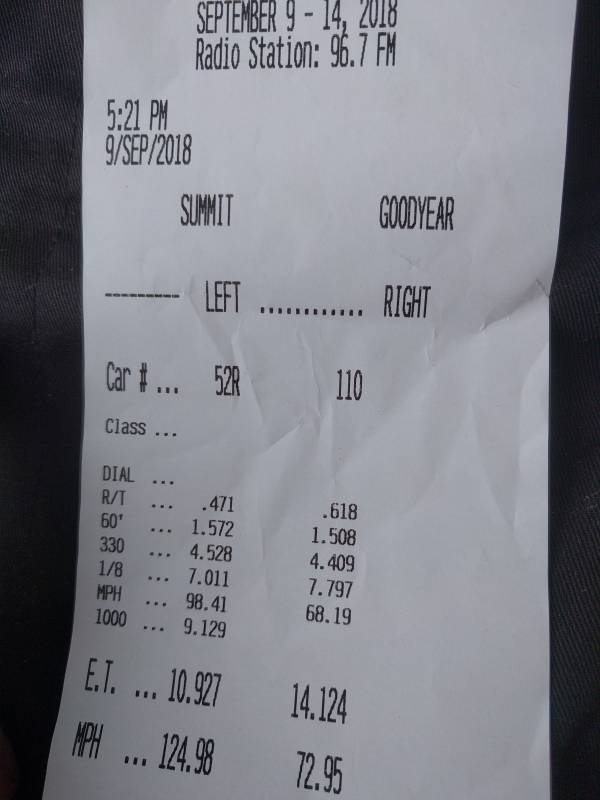 SEPTEMBER 9 - 14, 2018
Radio Station: 96.7 FM
5:21 PM
9/SEP/2018
SUMMIT GOODYEAR
--------- LEFT ............ RIGHT
Car # ... 52R 110
Class ...
DIAL ...
R/T ... .471 .618
60' ... 1.572 1.508
330 ... 4.528 4.409
1/8 ... 7.011 7.797
MPH ... 98.41 68.19
1000 ... 9.129
E.T. ... 10.927 14.124
MPH ... 124.98 72.95